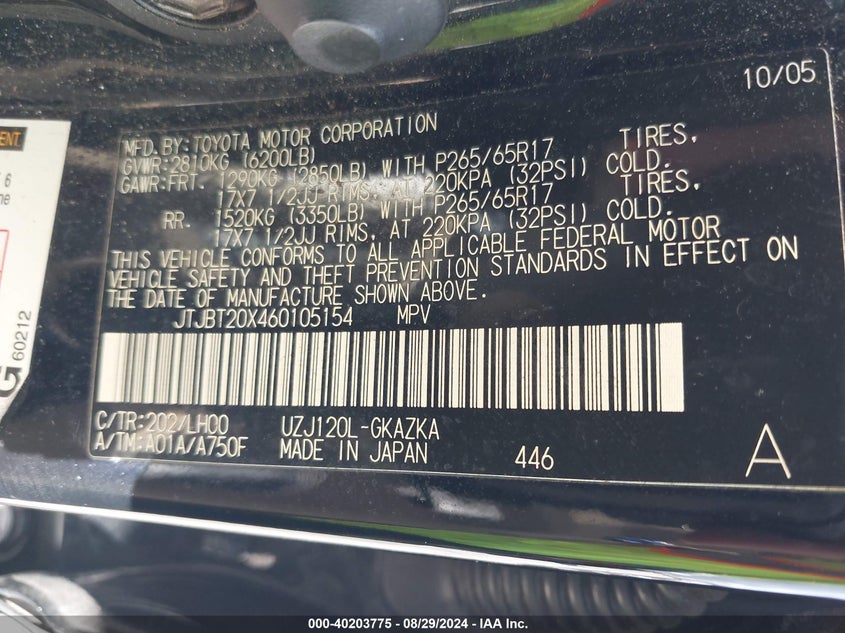 10/05
MFD. BY: TOYOTA MOTOR CORPORATION
GVWR: 2810KG (6200LB)
GAWR: FRT. 1290KG (2850LB) WITH P265/65R17 TIRES,
17X7 1/2JJ RIMS, AT 220KPA (32PSI) COLD.
RR. 1520KG (3350LB) WITH P265/65R17 TIRES,
17X7 1/2JJ RIMS, AT 220KPA (32PSI) COLD.
THIS VEHICLE CONFORMS TO ALL APPLICABLE FEDERAL MOTOR
VEHICLE SAFETY AND THEFT PREVENTION STANDARDS IN EFFECT ON
THE DATE OF MANUFACTURE SHOWN ABOVE.
JTJBT20X460105154 MPV
C/TR: 202/LH00 UZJ120L-GKAZKA
A/TM: A01A/A750F MADE IN JAPAN 446 A
6
G 60212
000-40203775 - 08/29/2024 - IAA Inc.